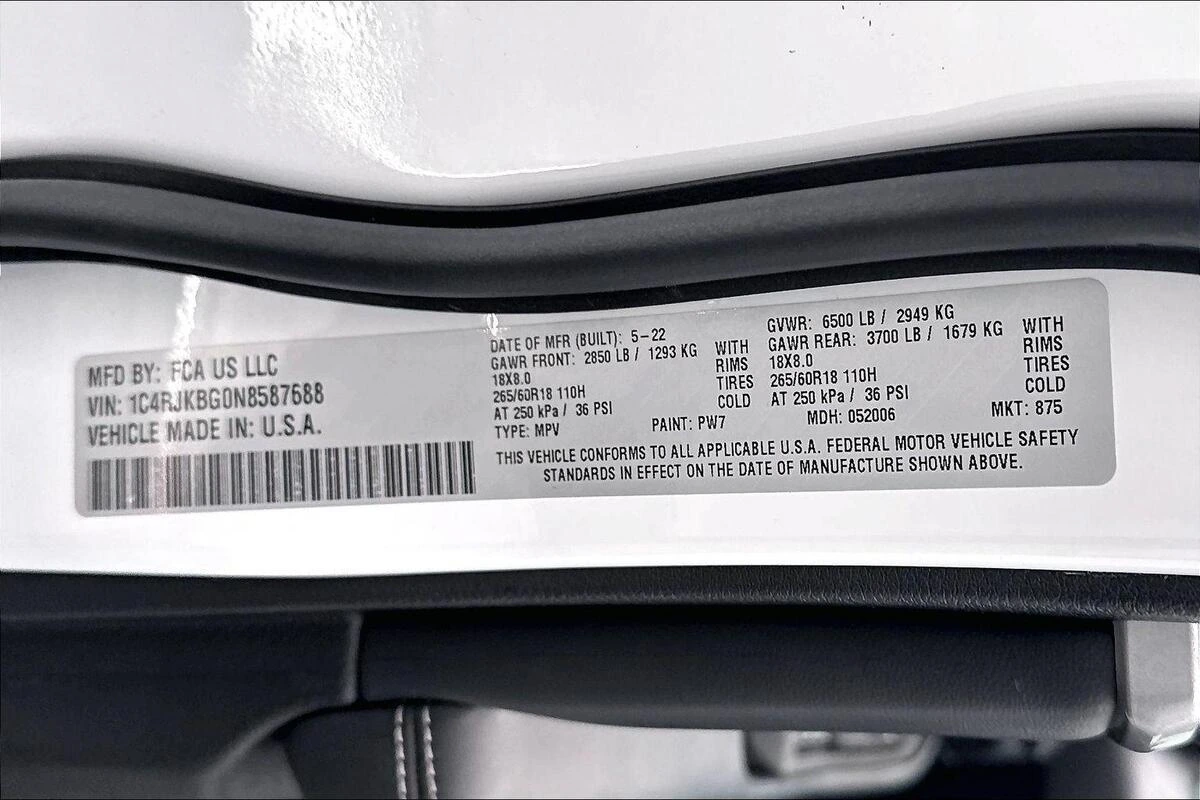 MFD BY: FCA US LLC
VIN: 1C4RJKBG0N8587688
VEHICLE MADE IN: U.S.A.
DATE OF MFR (BUILT): 5-22
GAWR FRONT: 2850 LB / 1293 KG WITH
18X8.0 RIMS
265/60R18 110H TIRES
AT 250 kPa / 36 PSI COLD
TYPE: MPV PAINT: PW7
GVWR: 6500 LB / 2949 KG
GAWR REAR: 3700 LB / 1679 KG WITH
18X8.0 RIMS
265/60R18 110H TIRES
AT 250 kPa / 36 PSI COLD
MDH: 052006 MKT: 875
THIS VEHICLE CONFORMS TO ALL APPLICABLE U.S.A. FEDERAL MOTOR VEHICLE SAFETY
STANDARDS IN EFFECT ON THE DATE OF MANUFACTURE SHOWN ABOVE.